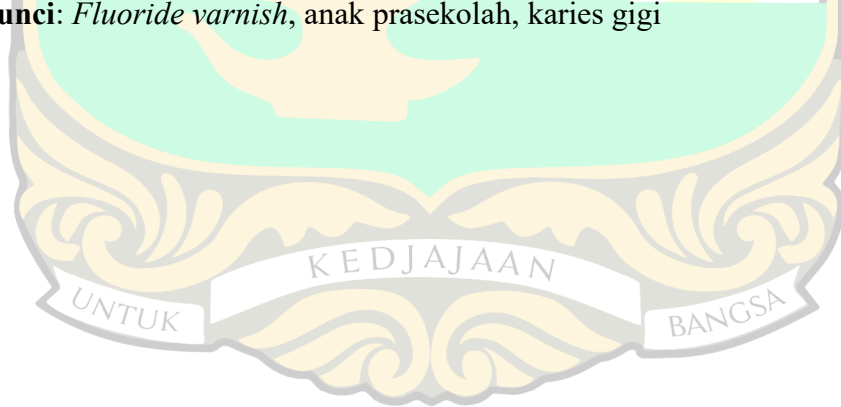 unci: Fluoride varnish, anak prasekolah, karies gigi
KEDJAJAAN
UNTUK BANGSA